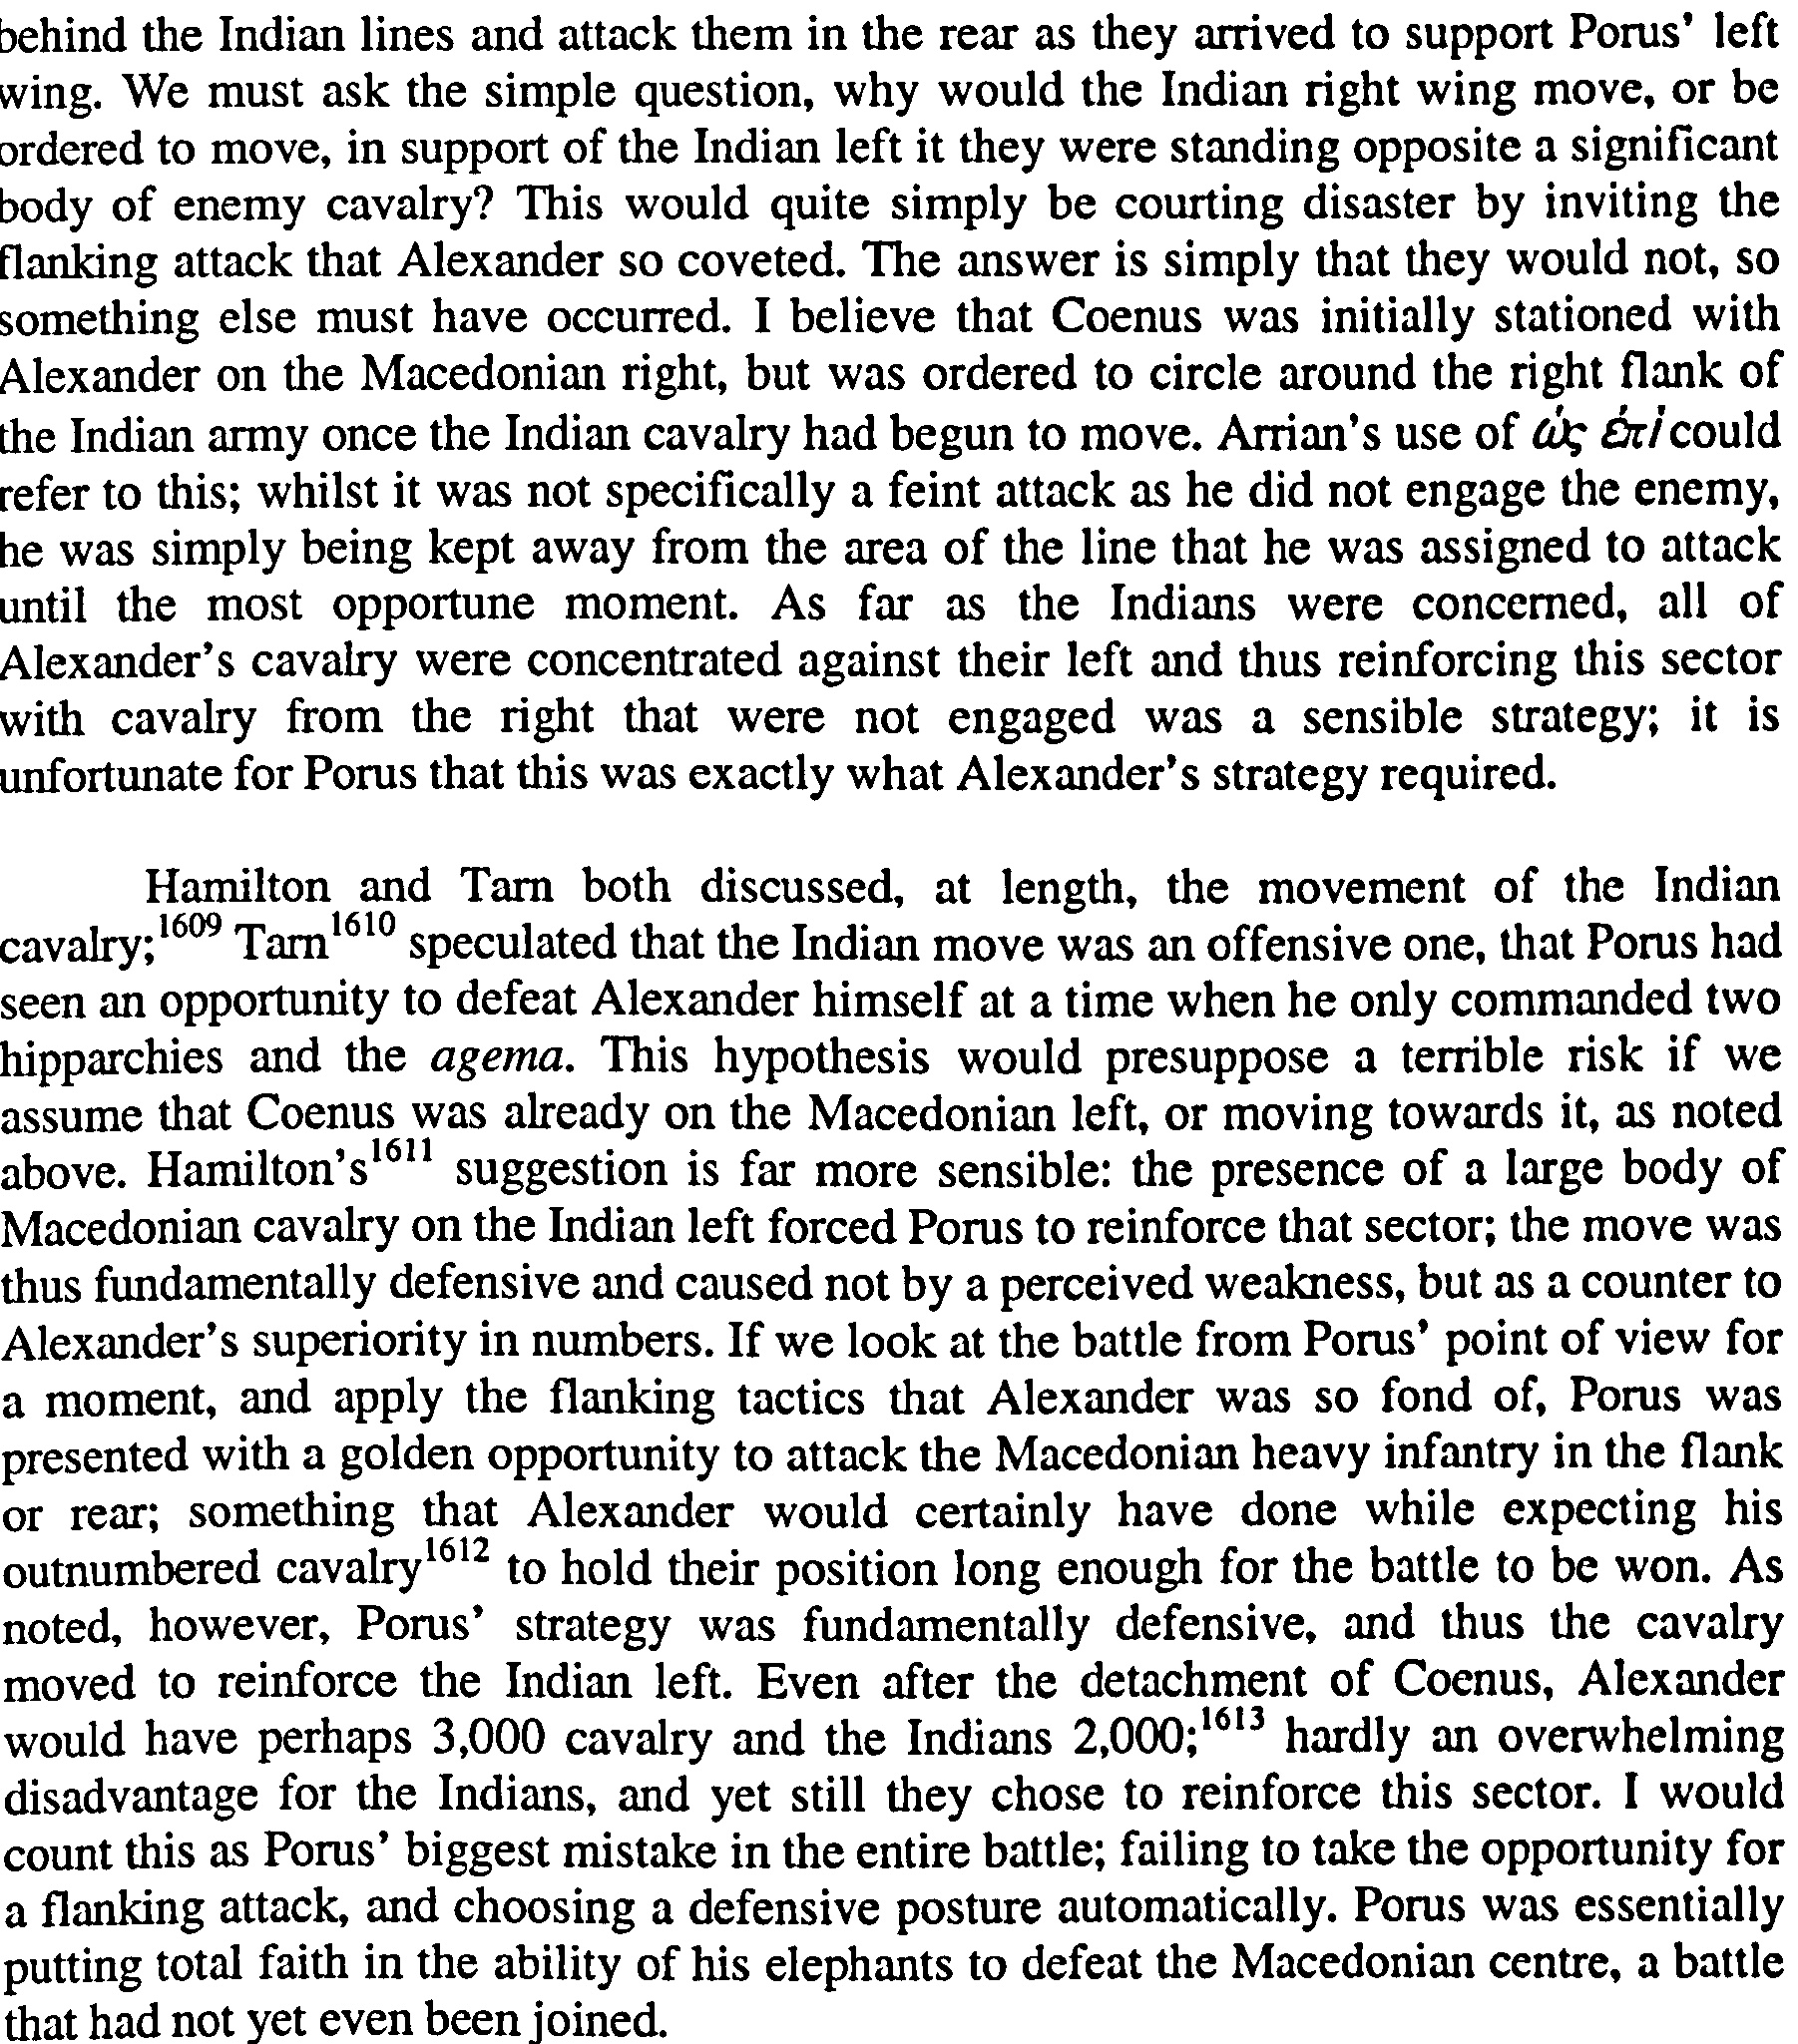 behind the Indian lines and attack them in the rear as they arrived to support Porus' left
wing. We must ask the simple question, why would the Indian right wing move, or be
ordered to move, in support of the Indian left it they were standing opposite a significant
body of enemy cavalry? This would quite simply be courting disaster by inviting the
flanking attack that Alexander so coveted. The answer is simply that they would not, so
something else must have occurred. I believe that Coenus was initially stationed with
Alexander on the Macedonian right, but was ordered to circle around the right flank of
the Indian army once the Indian cavalry had begun to move. Arrian's use of ὡς ἐπί could
refer to this; whilst it was not specifically a feint attack as he did not engage the enemy,
he was simply being kept away from the area of the line that he was assigned to attack
until the most opportune moment. As far as the Indians were concerned, all of
Alexander's cavalry were concentrated against their left and thus reinforcing this sector
with cavalry from the right that were not engaged was a sensible strategy; it is
unfortunate for Porus that this was exactly what Alexander's strategy required.
Hamilton and Tarn both discussed, at length, the movement of the Indian
cavalry;1609 Tarn1610 speculated that the Indian move was an offensive one, that Porus had
seen an opportunity to defeat Alexander himself at a time when he only commanded two
hipparchies and the agema. This hypothesis would presuppose a terrible risk if we
assume that Coenus was already on the Macedonian left, or moving towards it, as noted
above. Hamilton's1611 suggestion is far more sensible: the presence of a large body of
Macedonian cavalry on the Indian left forced Porus to reinforce that sector; the move was
thus fundamentally defensive and caused not by a perceived weakness, but as a counter to
Alexander's superiority in numbers. If we look at the battle from Porus' point of view for
a moment, and apply the flanking tactics that Alexander was so fond of, Porus was
presented with a golden opportunity to attack the Macedonian heavy infantry in the flank
or rear; something that Alexander would certainly have done while expecting his
outnumbered cavalry1612 to hold their position long enough for the battle to be won. As
noted, however, Porus' strategy was fundamentally defensive, and thus the cavalry
moved to reinforce the Indian left. Even after the detachment of Coenus, Alexander
would have perhaps 3,000 cavalry and the Indians 2,000;1613 hardly an overwhelming
disadvantage for the Indians, and yet still they chose to reinforce this sector. I would
count this as Porus' biggest mistake in the entire battle; failing to take the opportunity for
a flanking attack, and choosing a defensive posture automatically. Porus was essentially
putting total faith in the ability of his elephants to defeat the Macedonian centre, a battle
that had not yet even been joined.